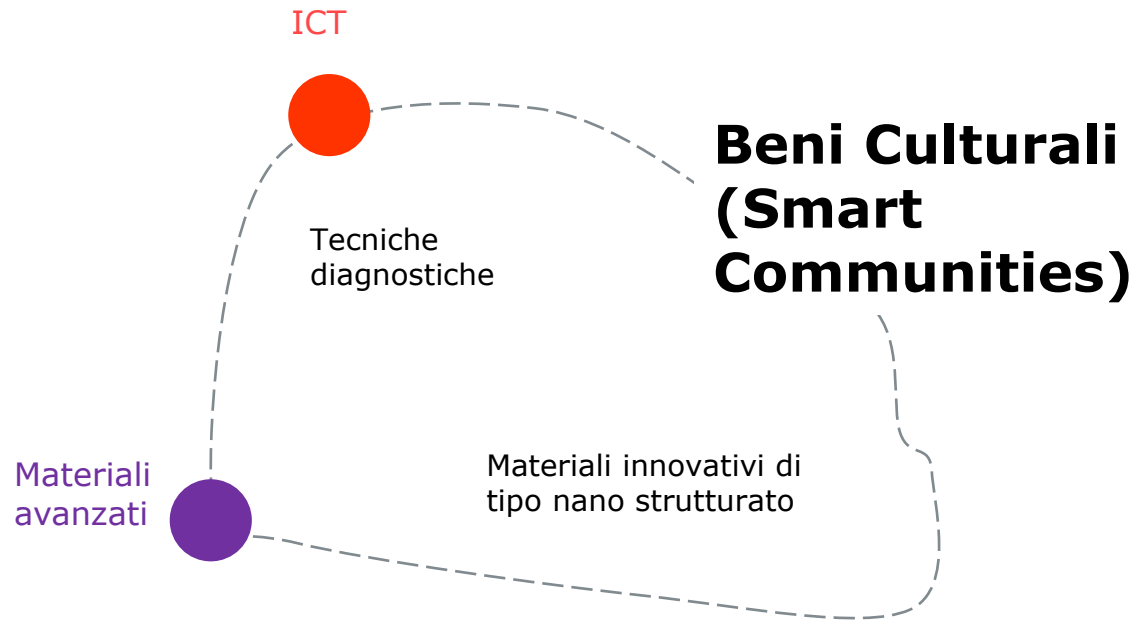 ICT
Beni Culturali
(Smart
Communities)
Tecniche
diagnostiche
Materiali
avanzati
Materiali innovativi di
tipo nano strutturato